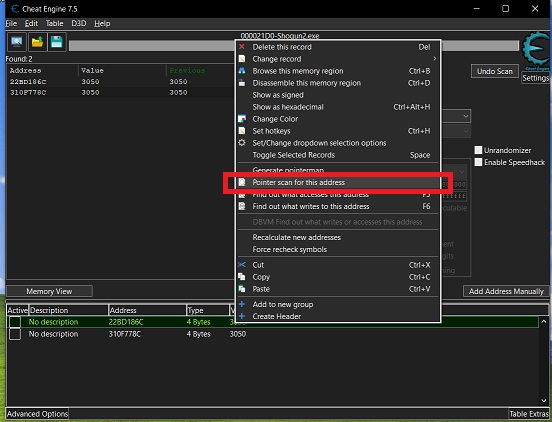 Cheat Engine 7.5
File Edit Table D3D Help
000021D0-Shogun2.exe
Found: 2
Address Value Previous
22BD186C 3050 3050
310F778C 3050 3050
Undo Scan
Settings
Unrandomizer
Enable Speedhack
Delete this record Del
Change record
Browse this memory region Ctrl+B
Disassemble this memory region Ctrl+D
Show as signed
Show as hexadecimal Ctrl+Alt+H
Change Color
Set hotkeys Ctrl+H
Set/Change dropdown selection options
Toggle Selected Records Space
Generate pointermap
Pointer scan for this address
Find out what accesses this address F5
Find out what writes to this address F6
DBVM Find out what writes or accesses this address
Recalculate new addresses
Force recheck symbols
Cut Ctrl+X
Copy Ctrl+C
Paste Ctrl+V
Add to new group
Create Header
Memory View
Add Address Manually
Active Description Address Type
No description 22BD186C 4 Bytes
No description 310F778C 4 Bytes 3050
Advanced Options
Table Extras